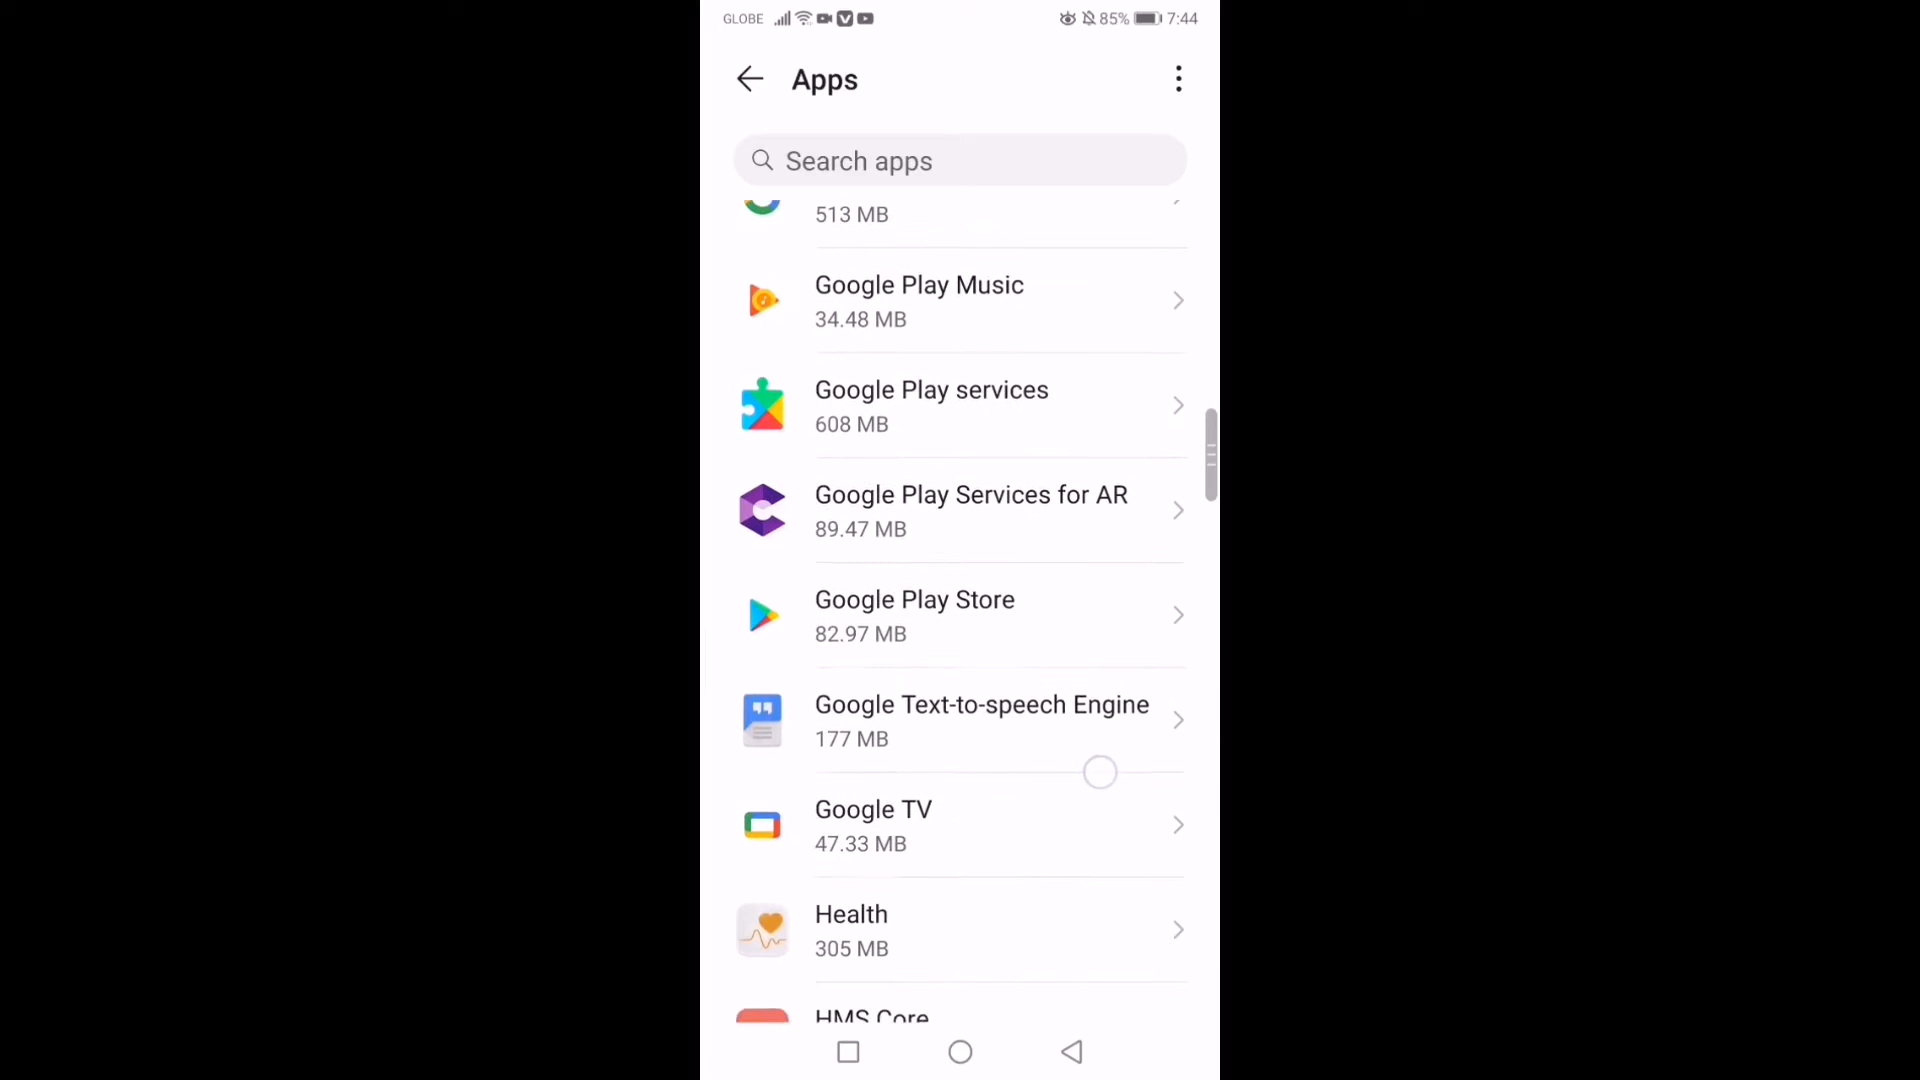 GLOBE 85% 7:44
Apps
Search apps
513 MB
Google Play Music
34.48 MB
Google Play services
608 MB
Google Play Services for AR
89.47 MB
Google Play Store
82.97 MB
Google Text-to-speech Engine
177 MB
Google TV
47.33 MB
Health
305 MB
HMS Core